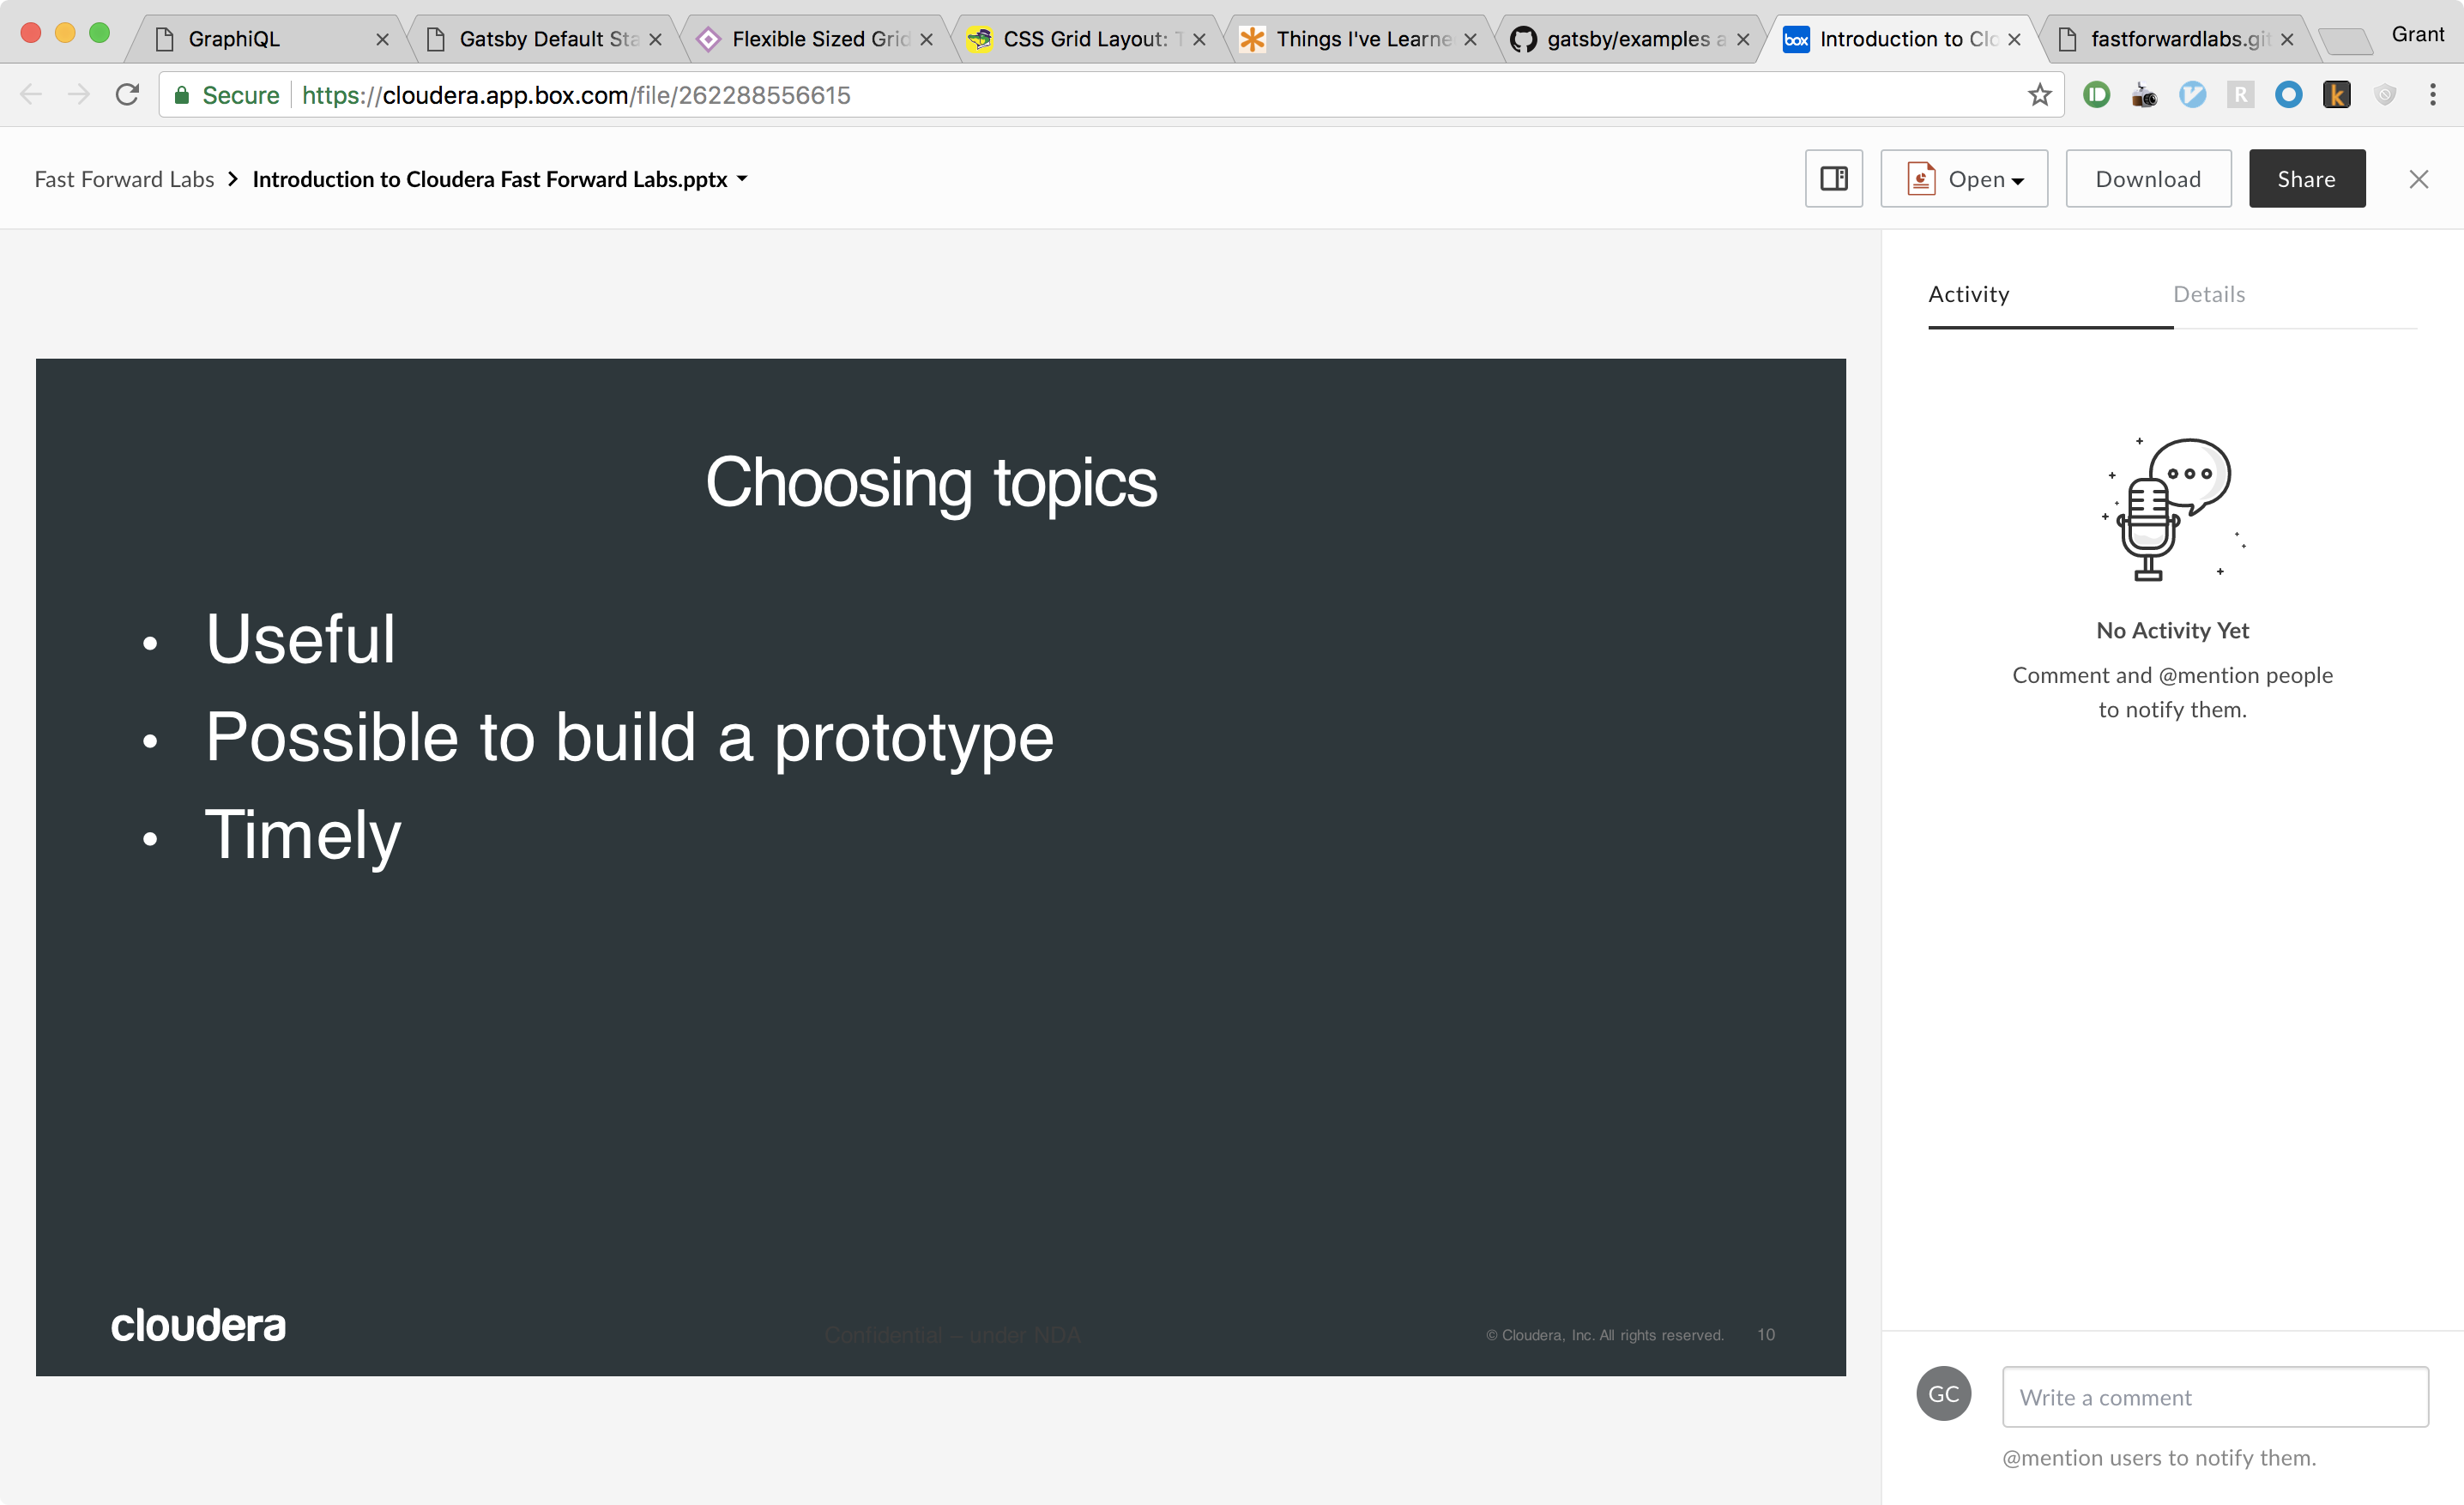 GraphiQL
Gatsby Default Sta
Flexible Sized Grid
CSS Grid Layout: T
Things I've Learne
gatsby/examples a
box Introduction to Clo
fastforwardlabs.git
Grant
Secure https://cloudera.app.box.com/file/262288556615
R
k
Fast Forward Labs > Introduction to Cloudera Fast Forward Labs.pptx
Open
Download
Share
Activity
Details
Choosing topics
• Useful
• Possible to build a prototype
• Timely
cloudera
Confidential – under NDA
© Cloudera, Inc. All rights reserved.
10
No Activity Yet
Comment and @mention people
to notify them.
GC
Write a comment
@mention users to notify them.